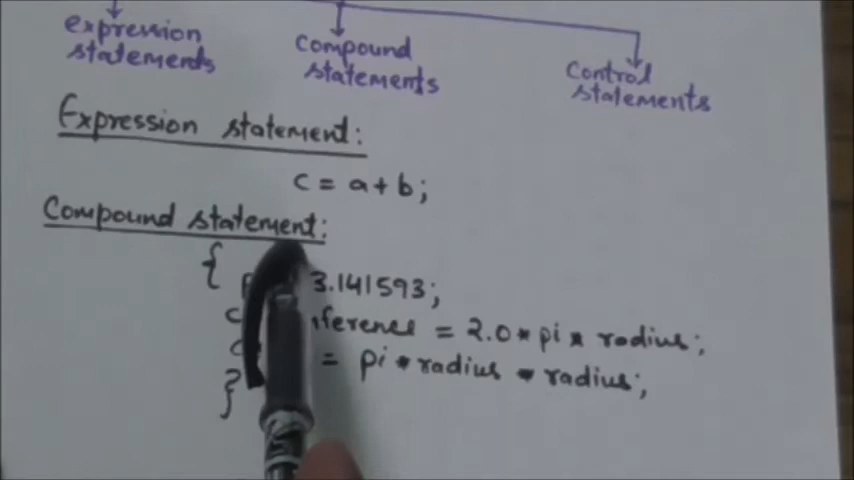 expression
statements
compound
statements
control
statements
Expression statement:
c = a + b;
Compound statement:
{
3.141593;
= 2.0 * pi * radius;
= pi * radius * radius;
}